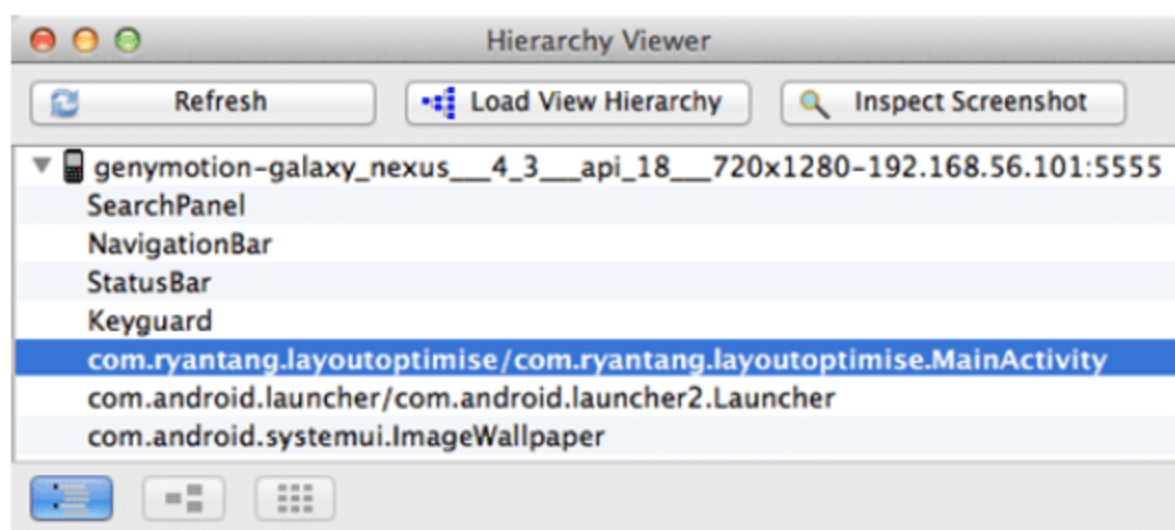 Hierarchy Viewer
Refresh Load View Hierarchy Inspect Screenshot
genymotion-galaxy_nexus___4_3___api_18___720x1280-192.168.56.101:5555
SearchPanel
NavigationBar
StatusBar
Keyguard
com.ryantang.layoutoptimise/com.ryantang.layoutoptimise.MainActivity
com.android.launcher/com.android.launcher2.Launcher
com.android.systemui.ImageWallpaper